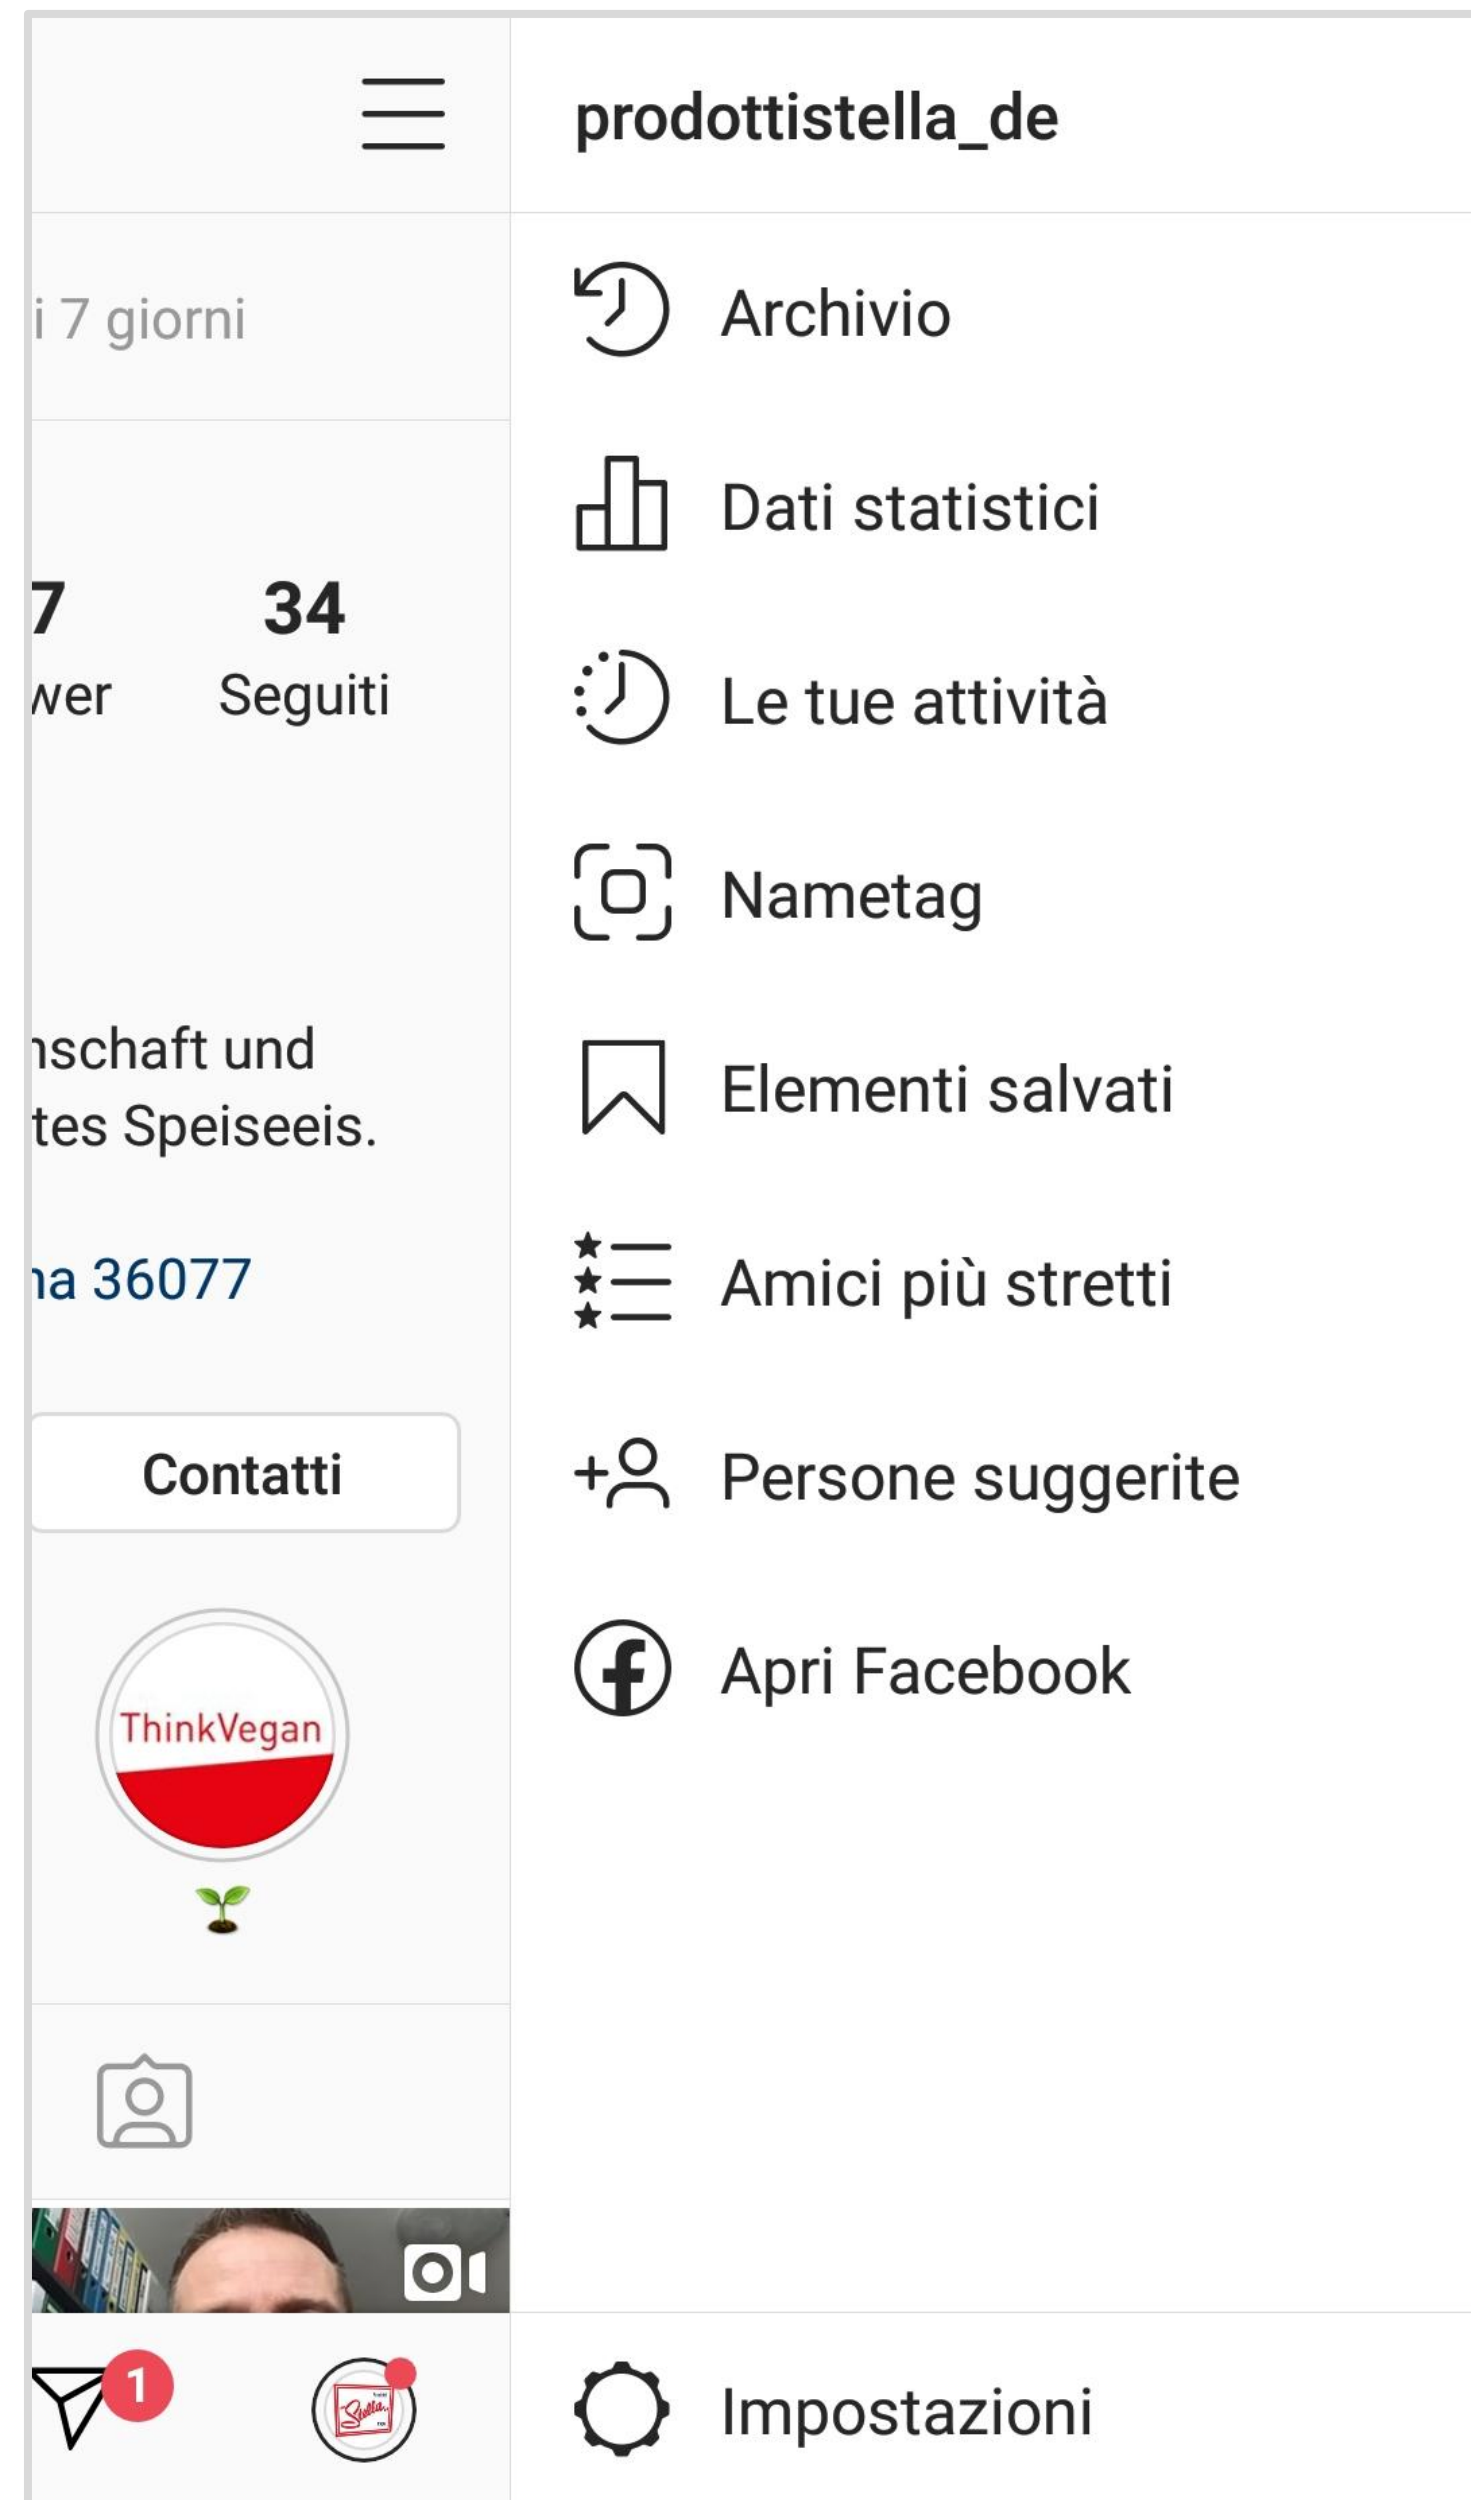 prodottistella_de
i 7 giorni
7 34
wer Seguiti
nschaft und
tes Speiseeis.
na 36077
Contatti
ThinkVegan
1
Stella
Archivio
Dati statistici
Le tue attività
Nametag
Elementi salvati
Amici più stretti
Persone suggerite
Apri Facebook
Impostazioni